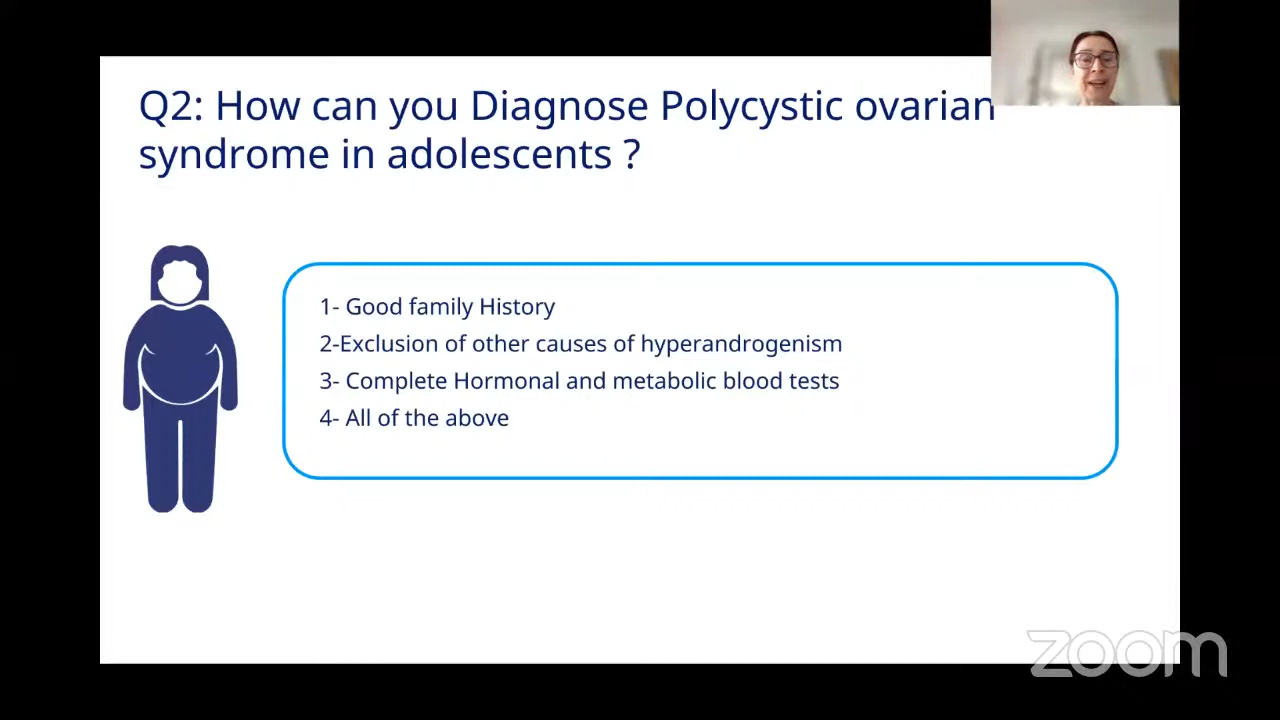 Q2: How can you Diagnose Polycystic ovarian
syndrome in adolescents ?
1- Good family History
2-Exclusion of other causes of hyperandrogenism
3- Complete Hormonal and metabolic blood tests
4- All of the above
zoom